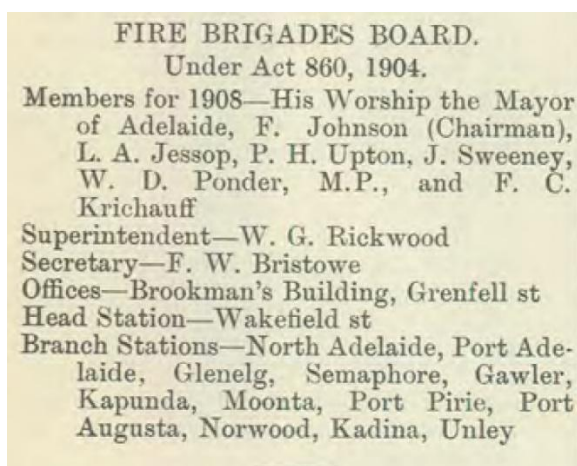 FIRE BRIGADES BOARD.
Under Act 860, 1904.
Members for 1908—His Worship the Mayor
of Adelaide, F. Johnson (Chairman),
L. A. Jessop, P. H. Upton, J. Sweeney,
W. D. Ponder, M.P., and F. C.
Krichauff
Superintendent—W. G. Rickwood
Secretary—F. W. Bristowe
Offices—Brookman's Building, Grenfell st
Head Station—Wakefield st
Branch Stations—North Adelaide, Port Ade-
laide, Glenelg, Semaphore, Gawler,
Kapunda, Moonta, Port Pirie, Port
Augusta, Norwood, Kadina, Unley